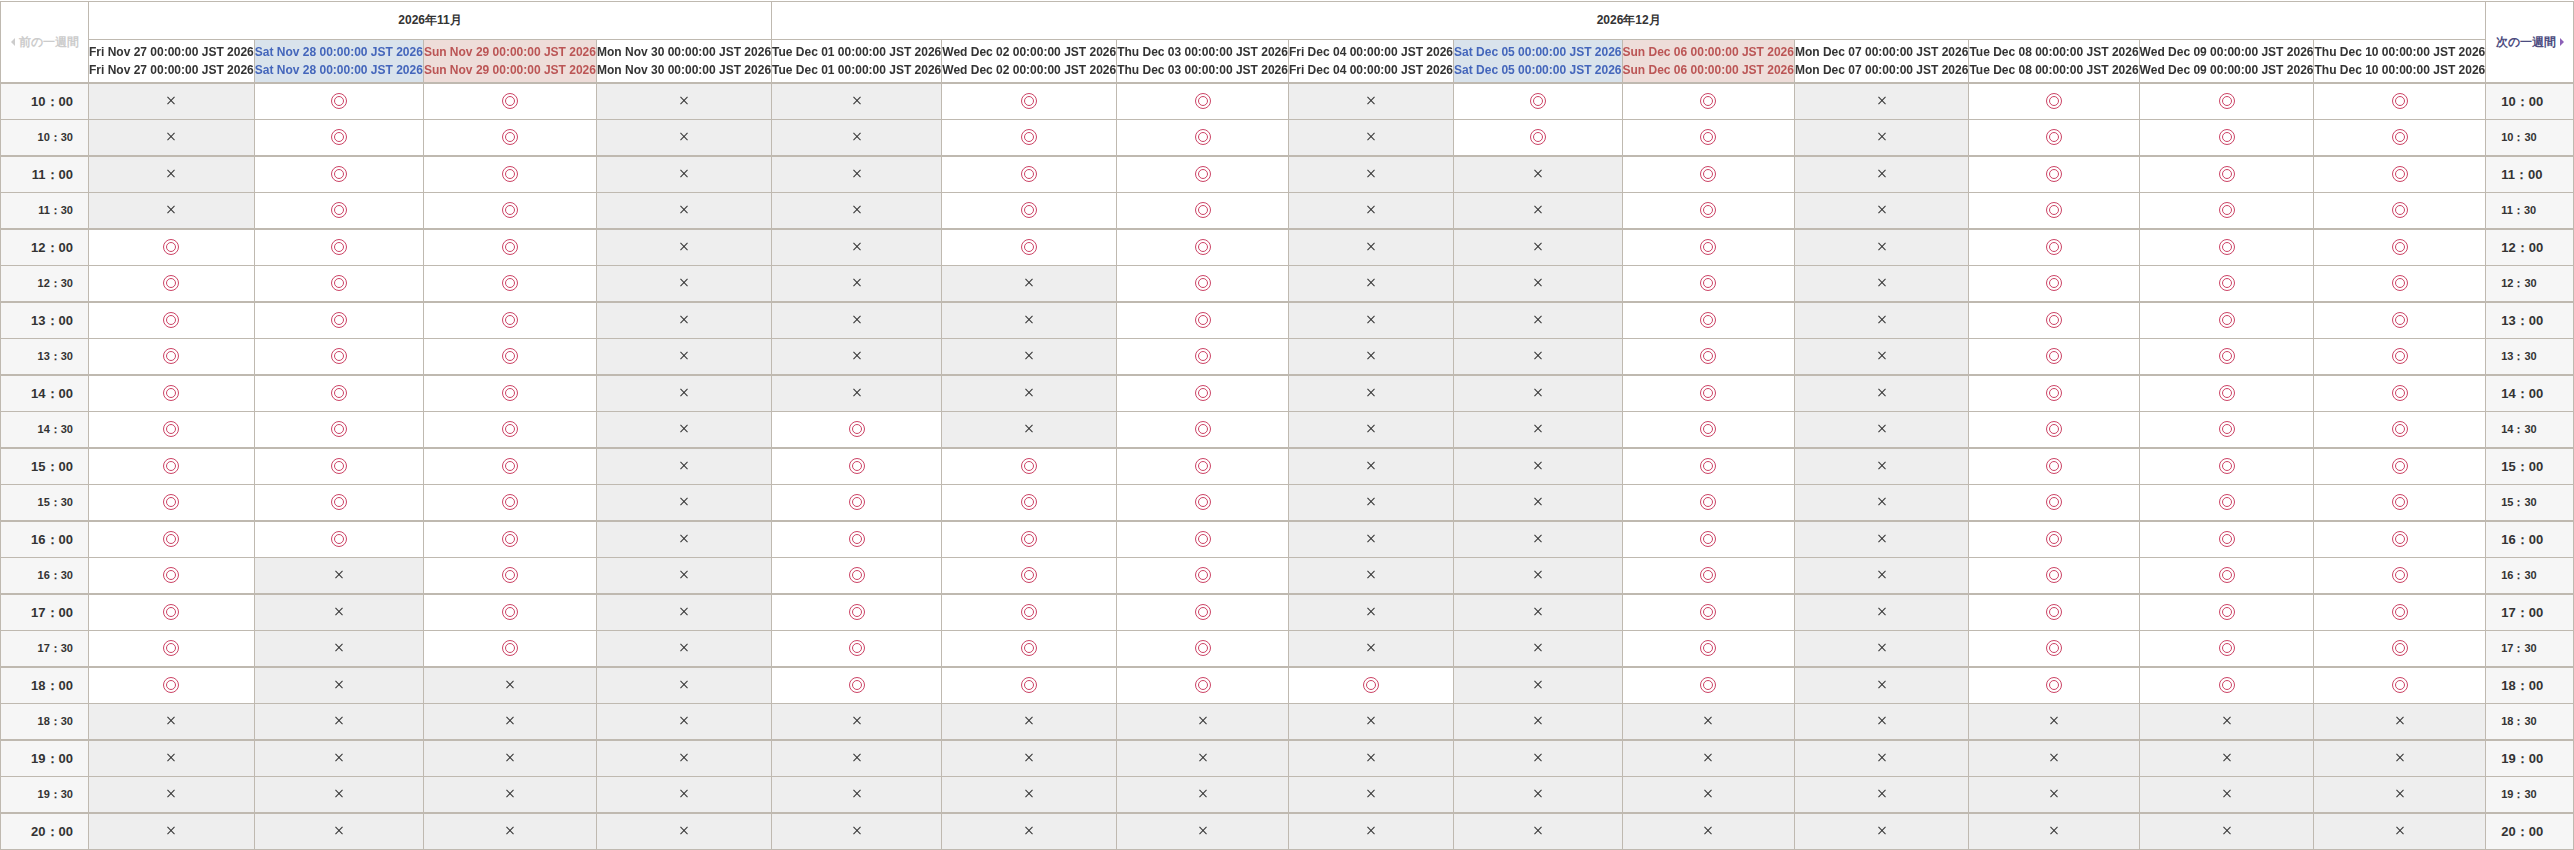 前の一週間 2026年11月 2026年12月 次の一週間
Fri Nov 27 00:00:00 JST 2026 Sat Nov 28 00:00:00 JST 2026 Sun Nov 29 00:00:00 JST 2026 Mon Nov 30 00:00:00 JST 2026 Tue Dec 01 00:00:00 JST 2026 Wed Dec 02 00:00:00 JST 2026 Thu Dec 03 00:00:00 JST 2026 Fri Dec 04 00:00:00 JST 2026 Sat Dec 05 00:00:00 JST 2026 Sun Dec 06 00:00:00 JST 2026 Mon Dec 07 00:00:00 JST 2026 Tue Dec 08 00:00:00 JST 2026 Wed Dec 09 00:00:00 JST 2026 Thu Dec 10 00:00:00 JST 2026
Fri Nov 27 00:00:00 JST 2026 Sat Nov 28 00:00:00 JST 2026 Sun Nov 29 00:00:00 JST 2026 Mon Nov 30 00:00:00 JST 2026 Tue Dec 01 00:00:00 JST 2026 Wed Dec 02 00:00:00 JST 2026 Thu Dec 03 00:00:00 JST 2026 Fri Dec 04 00:00:00 JST 2026 Sat Dec 05 00:00:00 JST 2026 Sun Dec 06 00:00:00 JST 2026 Mon Dec 07 00:00:00 JST 2026 Tue Dec 08 00:00:00 JST 2026 Wed Dec 09 00:00:00 JST 2026 Thu Dec 10 00:00:00 JST 2026
10：00 × ◎ ◎ × × ◎ ◎ × ◎ ◎ × ◎ ◎ ◎ 10：00
10：30 × ◎ ◎ × × ◎ ◎ × ◎ ◎ × ◎ ◎ ◎ 10：30
11：00 × ◎ ◎ × × ◎ ◎ × × ◎ × ◎ ◎ ◎ 11：00
11：30 × ◎ ◎ × × ◎ ◎ × × ◎ × ◎ ◎ ◎ 11：30
12：00 ◎ ◎ ◎ × × ◎ ◎ × × ◎ × ◎ ◎ ◎ 12：00
12：30 ◎ ◎ ◎ × × × ◎ × × ◎ × ◎ ◎ ◎ 12：30
13：00 ◎ ◎ ◎ × × × ◎ × × ◎ × ◎ ◎ ◎ 13：00
13：30 ◎ ◎ ◎ × × × ◎ × × ◎ × ◎ ◎ ◎ 13：30
14：00 ◎ ◎ ◎ × × × ◎ × × ◎ × ◎ ◎ ◎ 14：00
14：30 ◎ ◎ ◎ × ◎ × ◎ × × ◎ × ◎ ◎ ◎ 14：30
15：00 ◎ ◎ ◎ × ◎ ◎ ◎ × × ◎ × ◎ ◎ ◎ 15：00
15：30 ◎ ◎ ◎ × ◎ ◎ ◎ × × ◎ × ◎ ◎ ◎ 15：30
16：00 ◎ ◎ ◎ × ◎ ◎ ◎ × × ◎ × ◎ ◎ ◎ 16：00
16：30 ◎ × ◎ × ◎ ◎ ◎ × × ◎ × ◎ ◎ ◎ 16：30
17：00 ◎ × ◎ × ◎ ◎ ◎ × × ◎ × ◎ ◎ ◎ 17：00
17：30 ◎ × ◎ × ◎ ◎ ◎ × × ◎ × ◎ ◎ ◎ 17：30
18：00 ◎ × × × ◎ ◎ ◎ ◎ × ◎ × ◎ ◎ ◎ 18：00
18：30 × × × × × × × × × × × × × × 18：30
19：00 × × × × × × × × × × × × × × 19：00
19：30 × × × × × × × × × × × × × × 19：30
20：00 × × × × × × × × × × × × × × 20：00